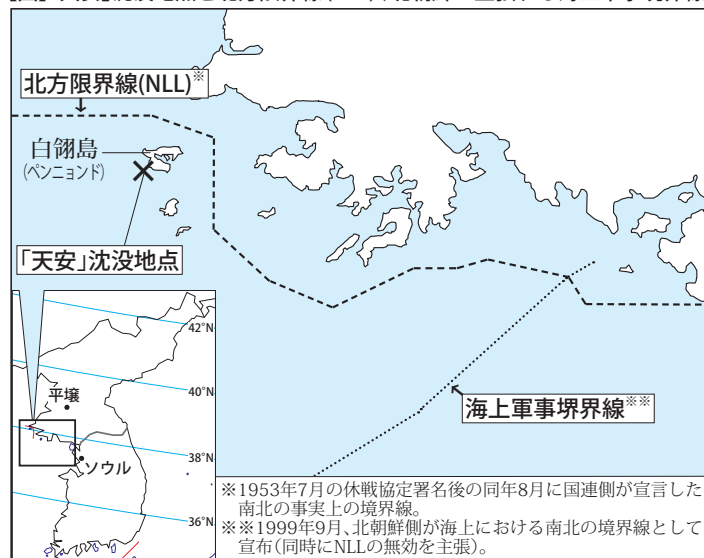 北方限界線(NLL)※
白翎島
(ペンニョンド)
「天安」沈没地点
海上軍事堺界線※※
42°N
40°N
38°N
36°N
平壌
ソウル
※1953年7月の休戦協定署名後の同年8月に国連側が宣言した
南北の事実上の境界線。
※※1999年9月、北朝鮮側が海上における南北の境界線として
宣布(同時にNLLの無効を主張)。